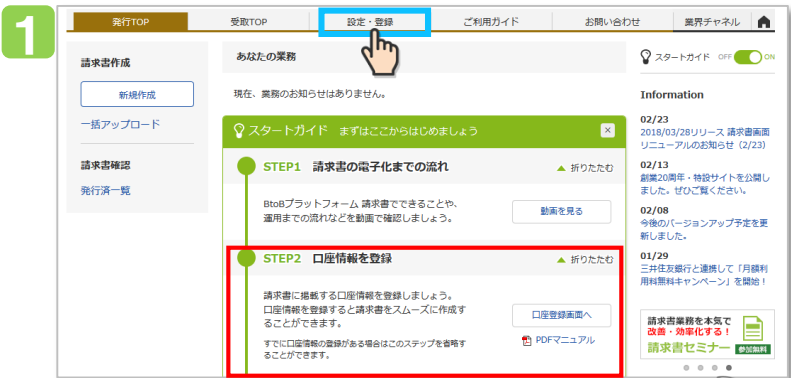 1
発行TOP
受取TOP
設定・登録
ご利用ガイド
お問い合わせ
業界チャネル
請求書作成
新規作成
一括アップロード
請求書確認
発行済一覧
あなたの業務
現在、業務のお知らせはありません。
スタートガイド まずはここからはじめましょう
STEP1 請求書の電子化までの流れ
折りたたむ
BtoBプラットフォーム 請求書でできることや、
運用までの流れなどを動画で確認しましょう。
動画を見る
STEP2 口座情報を登録
折りたたむ
請求書に掲載する口座情報を登録しましょう。
口座情報を登録すると請求書をスムーズに作成す
ることができます。
すでに口座情報の登録がある場合はこのステップを省略す
ることができます。
口座登録画面へ
PDFマニュアル
スタートガイド OFF ON
Information
02/23
2018/03/28リリース 請求書画面
リニューアルのお知らせ（2/23）
02/13
創業20周年・特設サイトを公開し
ました。ぜひご覧ください。
02/08
今後のバージョンアップ予定を更
新しました。
01/29
三井住友銀行と連携して「月額利
用料無料キャンペーン」を開始！
請求書業務を本気で
改善・効率化する！
請求書セミナー 参加無料